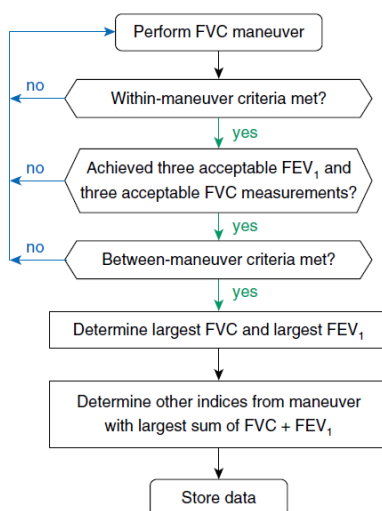 Perform FVC maneuver
no
Within-maneuver criteria met?
yes
no
Achieved three acceptable FEV₁ and
three acceptable FVC measurements?
yes
no
Between-maneuver criteria met?
yes
Determine largest FVC and largest FEV₁
Determine other indices from maneuver
with largest sum of FVC + FEV₁
Store data